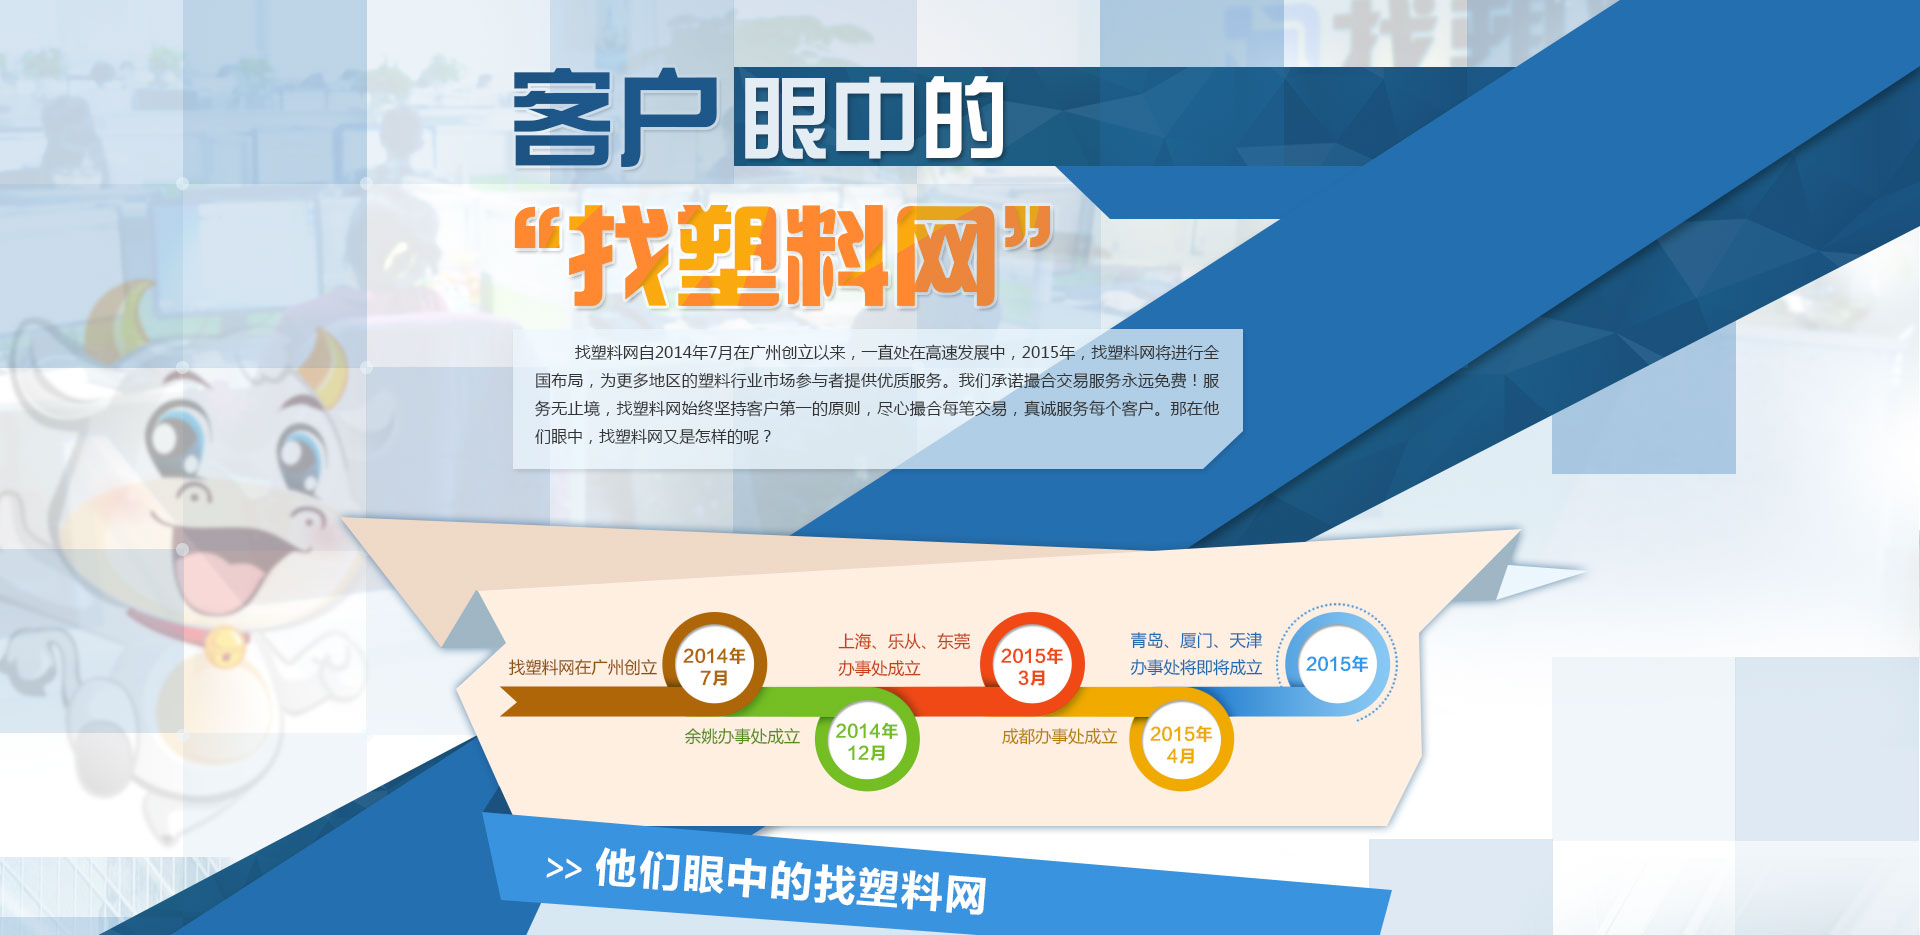 找塑
客户眼中的
“找塑料网”
找塑料网自2014年7月在广州创立以来，一直处在高速发展中，2015年，找塑料网将进行全
国布局，为更多地区的塑料行业市场参与者提供优质服务。我们承诺撮合交易服务永远免费！服
务无止境，找塑料网始终坚持客户第一的原则，尽心撮合每笔交易，真诚服务每个客户。那在他
们眼中，找塑料网又是怎样的呢？
找塑料网在广州创立
2014年
7月
余姚办事处成立
2014年
12月
上海、乐从、东莞
办事处成立
2015年
3月
成都办事处成立
2015年
4月
青岛、厦门、天津
办事处将即将成立
2015年
>> 他们眼中的找塑料网